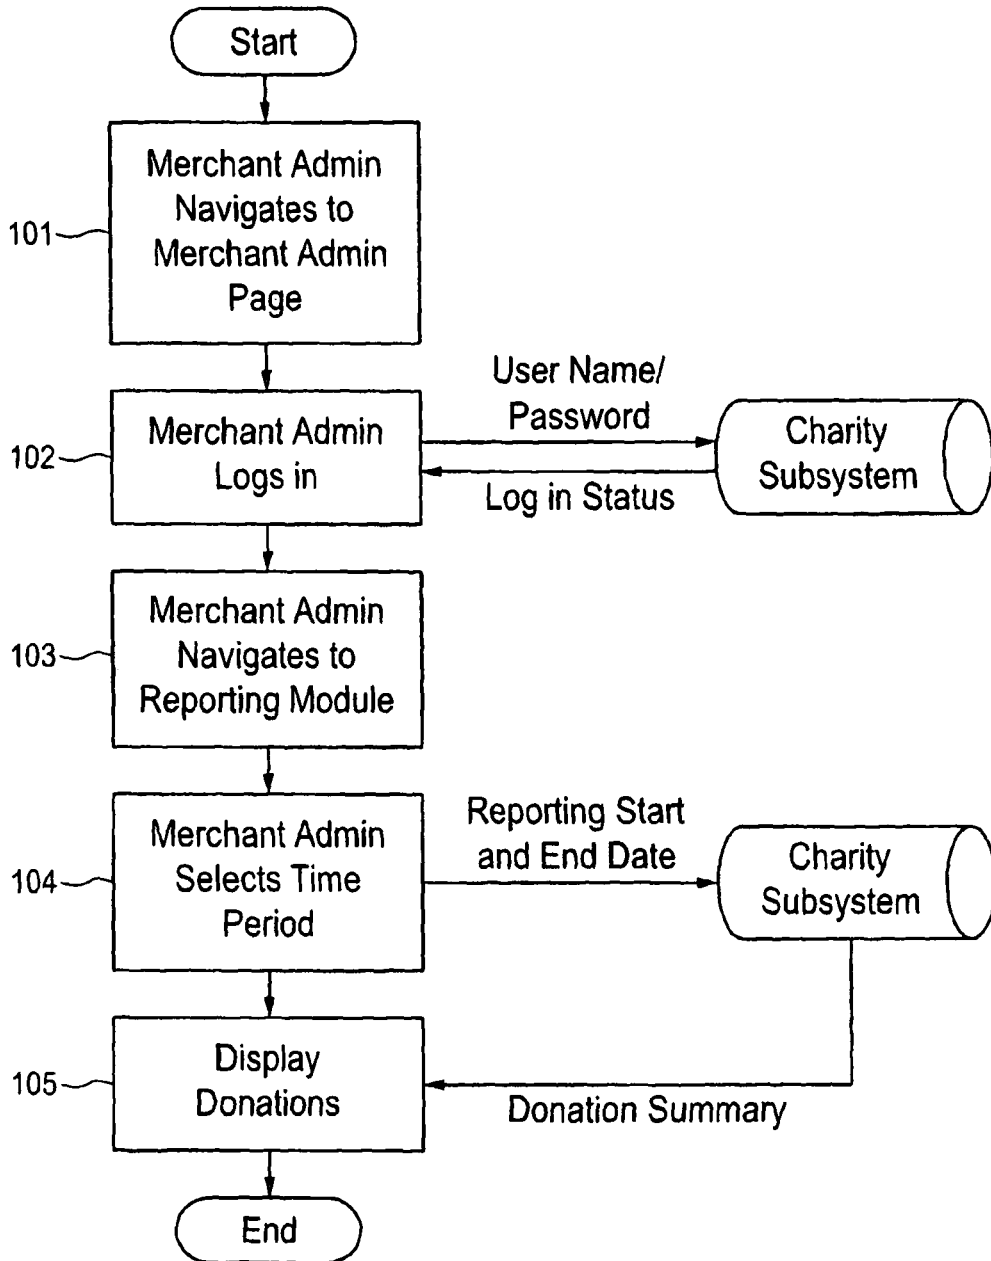 Start
Merchant Admin
Navigates to
Merchant Admin
Page
101
User Name/
Password
Merchant Admin
Logs in
102
Log in Status
Charity
Subsystem
Merchant Admin
Navigates to
Reporting Module
103
Merchant Admin
Selects Time
Period
104
Reporting Start
and End Date
Charity
Subsystem
Display
Donations
105
Donation Summary
End